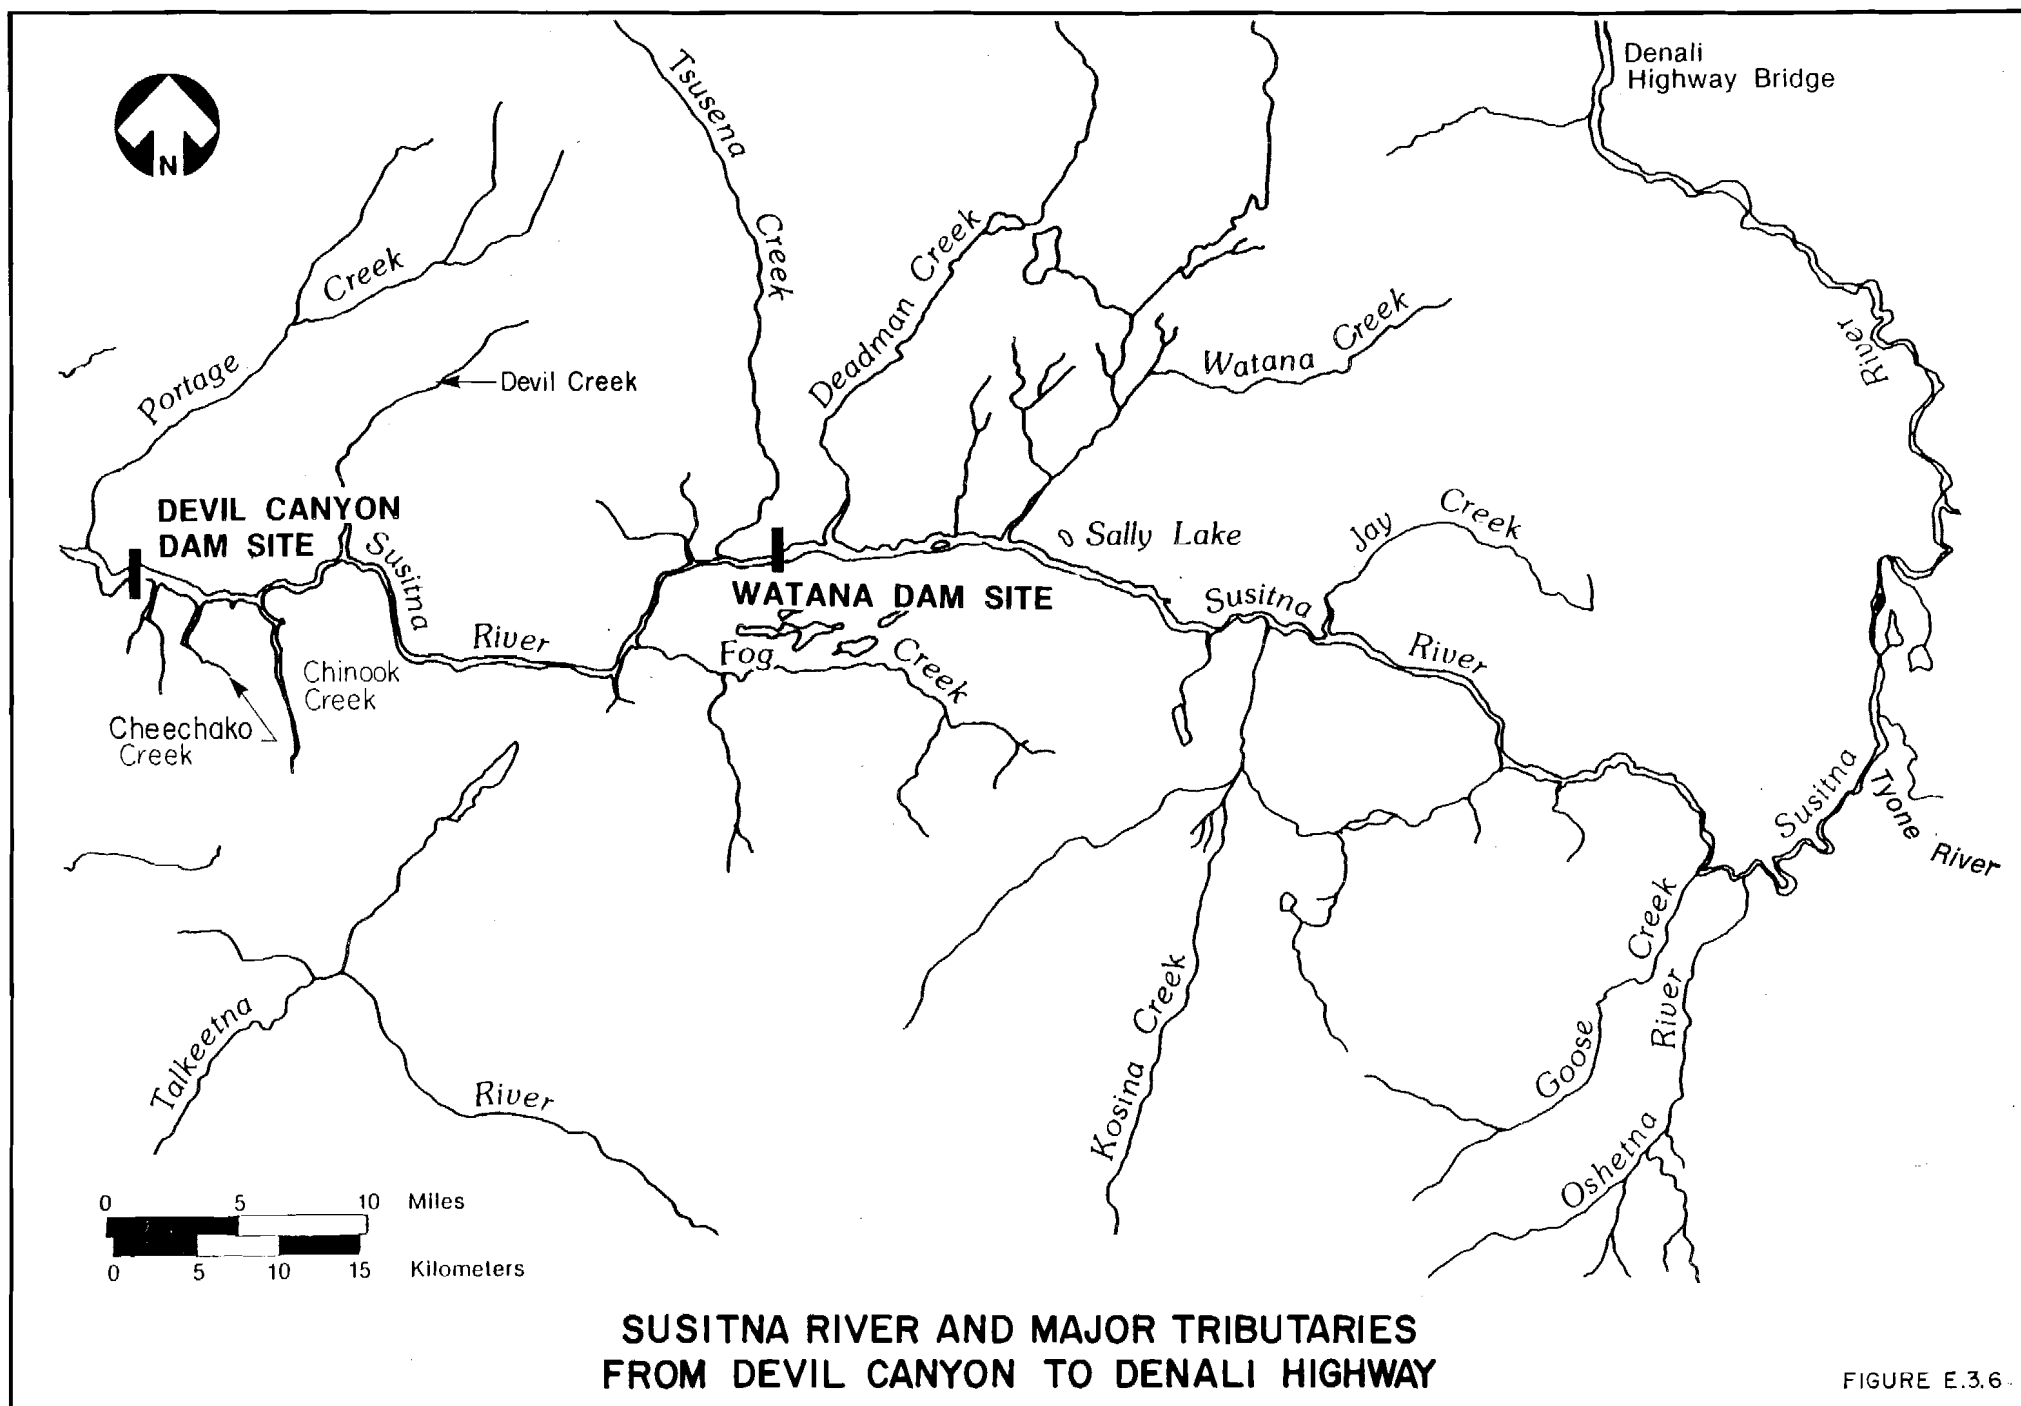 Denali
Highway Bridge
N
Tsusena
Creek
Portage
Creek
Devil Creek
Deadman Creek
Watana Creek
River
DEVIL CANYON
DAM SITE
Susitna
River
WATANA DAM SITE
Sally Lake
Jay Creek
Susitna
River
Fog Creek
Chinook
Creek
Cheechako
Creek
Susitna
Tyone River
Goose Creek
Oshetna River
Kosina Creek
Talkeetna
River
0 5 10 Miles
0 5 10 15 Kilometers
SUSITNA RIVER AND MAJOR TRIBUTARIES
FROM DEVIL CANYON TO DENALI HIGHWAY
FIGURE E.3.6